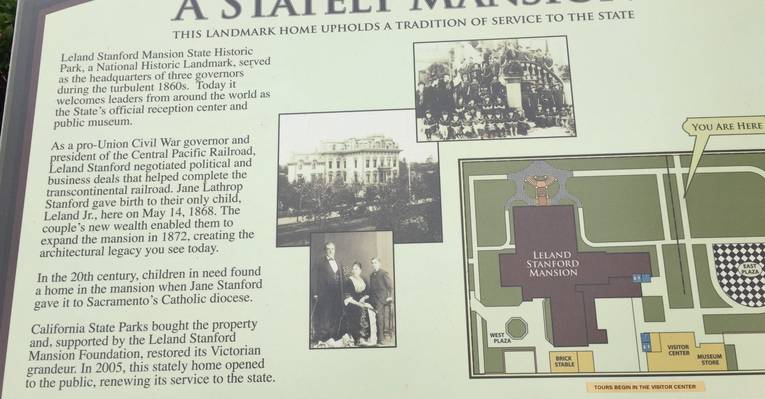 A STATELY MANSION
THIS LANDMARK HOME UPHOLDS A TRADITION OF SERVICE TO THE STATE
Leland Stanford Mansion State Historic
Park, a National Historic Landmark, served
as the headquarters of three governors
during the turbulent 1860s. Today it
welcomes leaders from around the world as
the State's official reception center and
public museum.
As a pro-Union Civil War governor and
president of the Central Pacific Railroad,
Leland Stanford negotiated political and
business deals that helped complete the
transcontinental railroad. Jane Lathrop
Stanford gave birth to their only child,
Leland Jr., here on May 14, 1868. The
couple's new wealth enabled them to
expand the mansion in 1872, creating the
architectural legacy you see today.
In the 20th century, children in need found
a home in the mansion when Jane Stanford
gave it to Sacramento's Catholic diocese.
California State Parks bought the property
and, supported by the Leland Stanford
Mansion Foundation, restored its Victorian
grandeur. In 2005, this stately home opened
to the public, renewing its service to the state.
YOU ARE HERE
LELAND
STANFORD
MANSION
EAST
PLAZA
WEST
PLAZA
BRICK
STABLE
VISITOR
CENTER
MUSEUM
STORE
TOURS BEGIN IN THE VISITOR CENTER